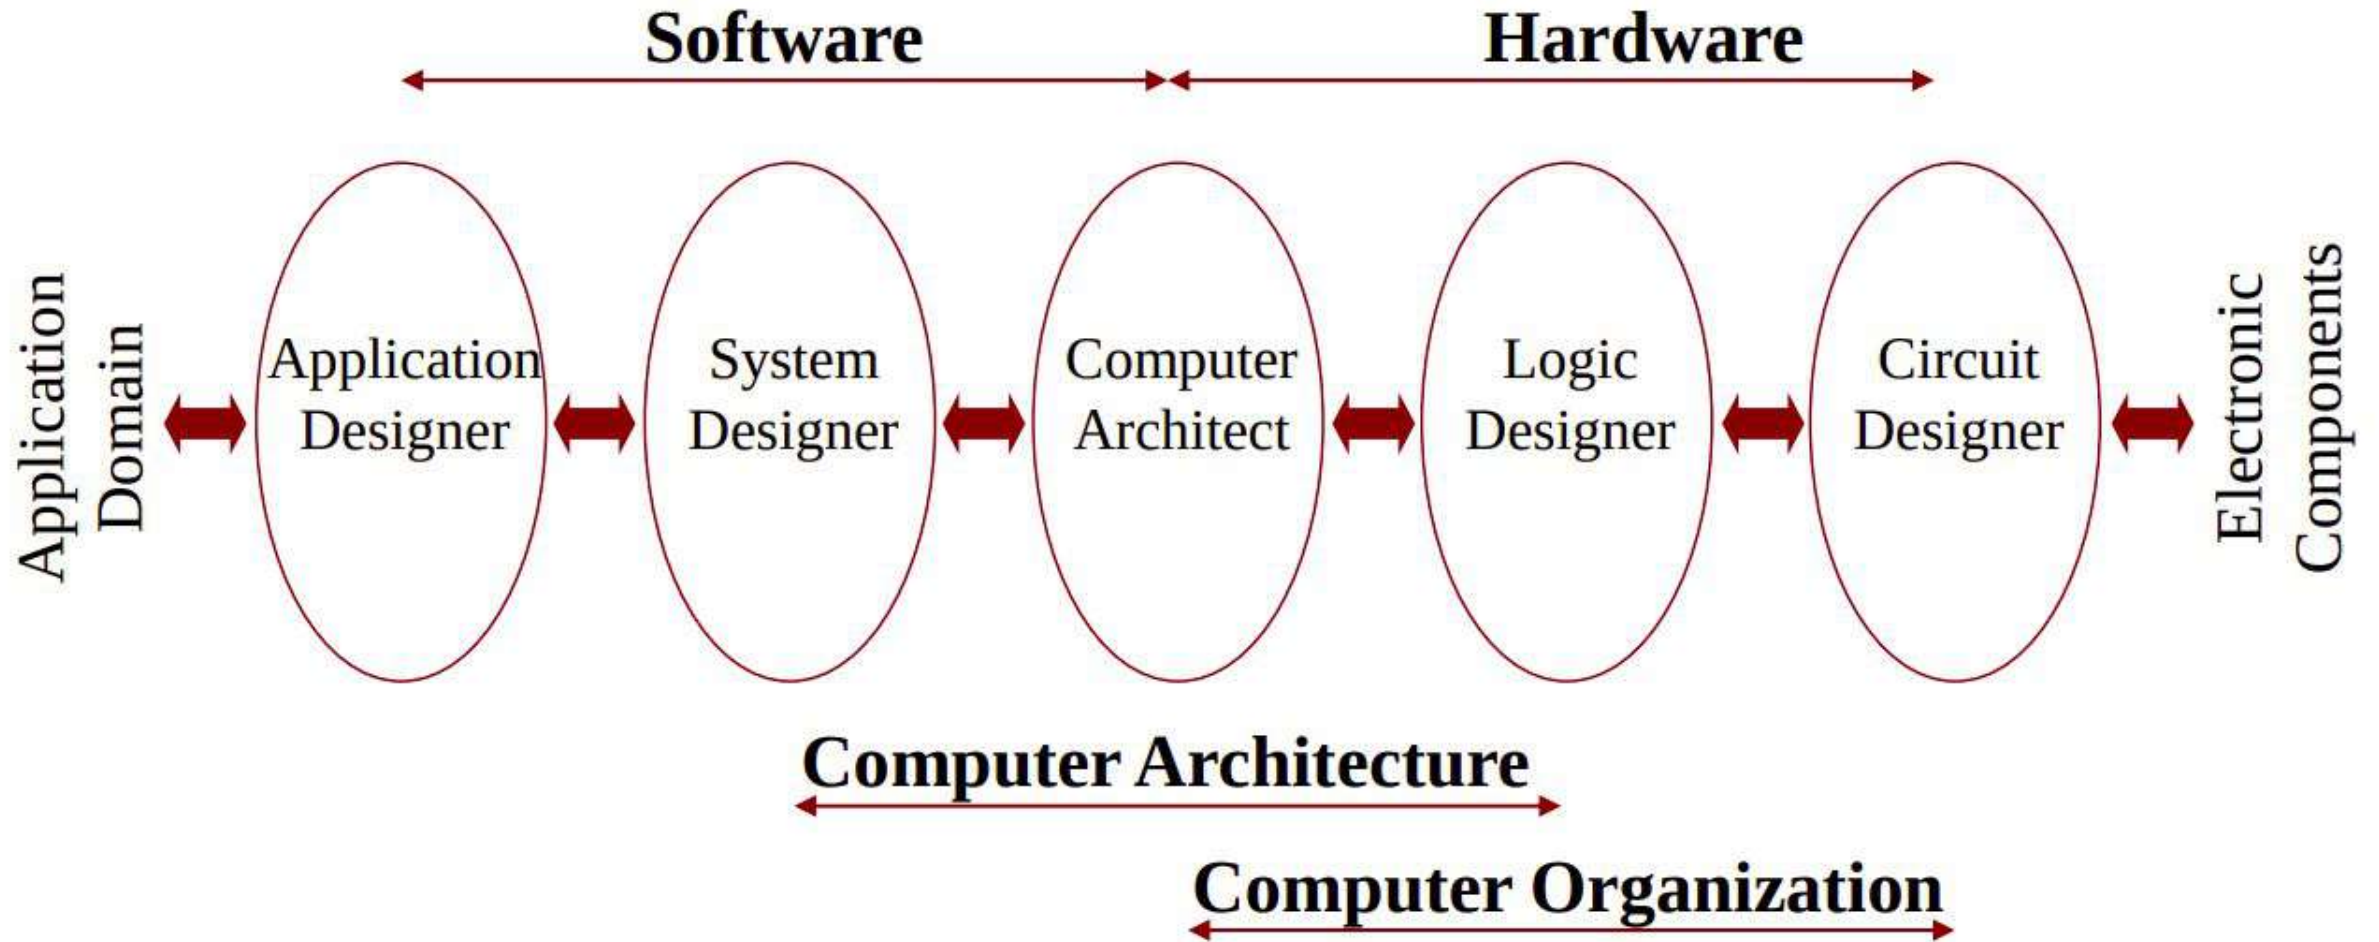 Software
Hardware
Application
Domain
Application
Designer
System
Designer
Computer
Architect
Logic
Designer
Circuit
Designer
Electronic
Components
Computer Architecture
Computer Organization